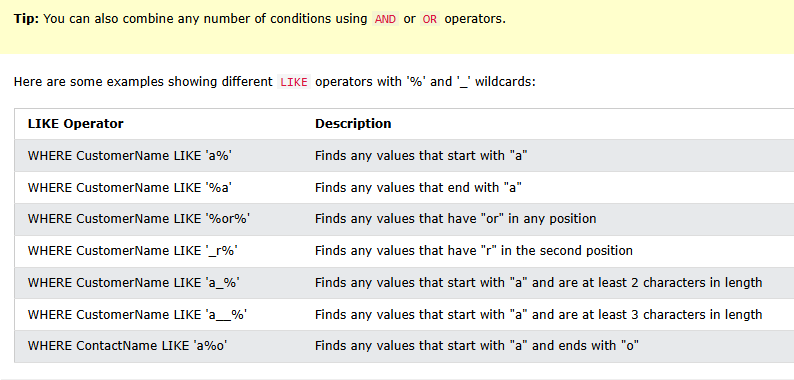 Tip: You can also combine any number of conditions using AND or OR operators.
Here are some examples showing different LIKE operators with '%' and '_' wildcards:
LIKE Operator Description
WHERE CustomerName LIKE 'a%' Finds any values that start with "a"
WHERE CustomerName LIKE '%a' Finds any values that end with "a"
WHERE CustomerName LIKE '%or%' Finds any values that have "or" in any position
WHERE CustomerName LIKE '_r%' Finds any values that have "r" in the second position
WHERE CustomerName LIKE 'a_%' Finds any values that start with "a" and are at least 2 characters in length
WHERE CustomerName LIKE 'a__%' Finds any values that start with "a" and are at least 3 characters in length
WHERE ContactName LIKE 'a%o' Finds any values that start with "a" and ends with "o"